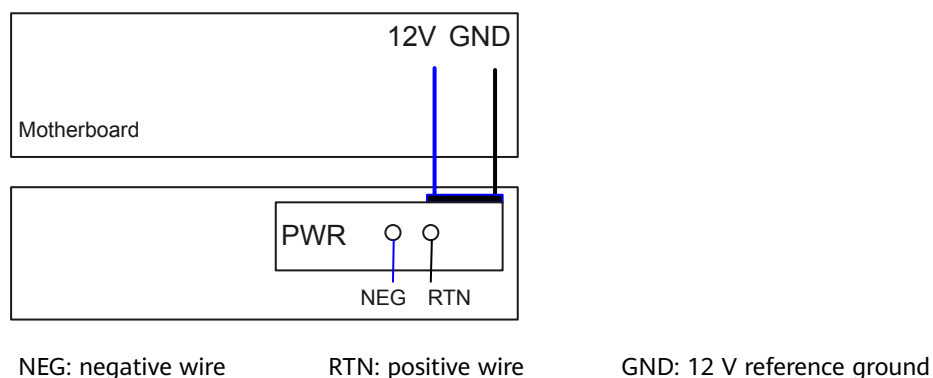 12V GND
Motherboard
PWR
NEG RTN
NEG: negative wire RTN: positive wire GND: 12 V reference ground